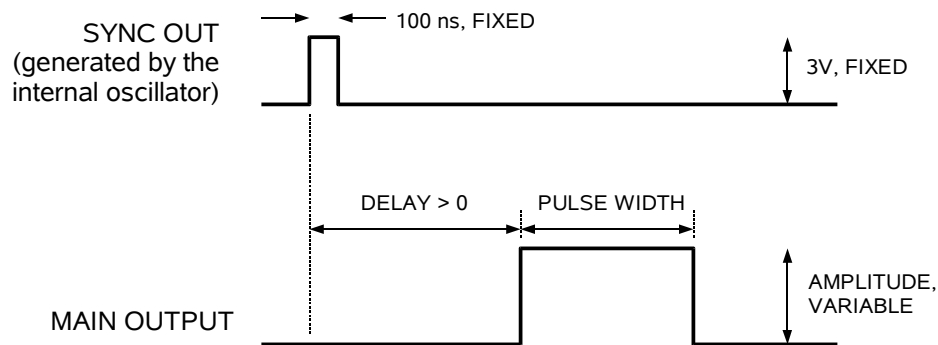 100 ns, FIXED
SYNC OUT
(generated by the
internal oscillator)
3V, FIXED
DELAY > 0
PULSE WIDTH
AMPLITUDE,
VARIABLE
MAIN OUTPUT